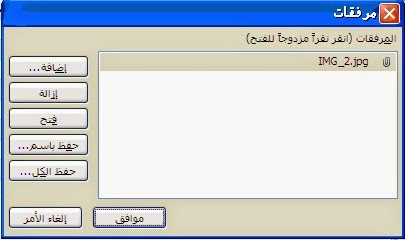 مرفقات
المرفقات (انقر نقراً مزدوجاً للفتح)
IMG_2.jpg
إضافة...
إزالة
فتح
حفظ باسم...
حفظ الكل...
موافق
إلغاء الأمر